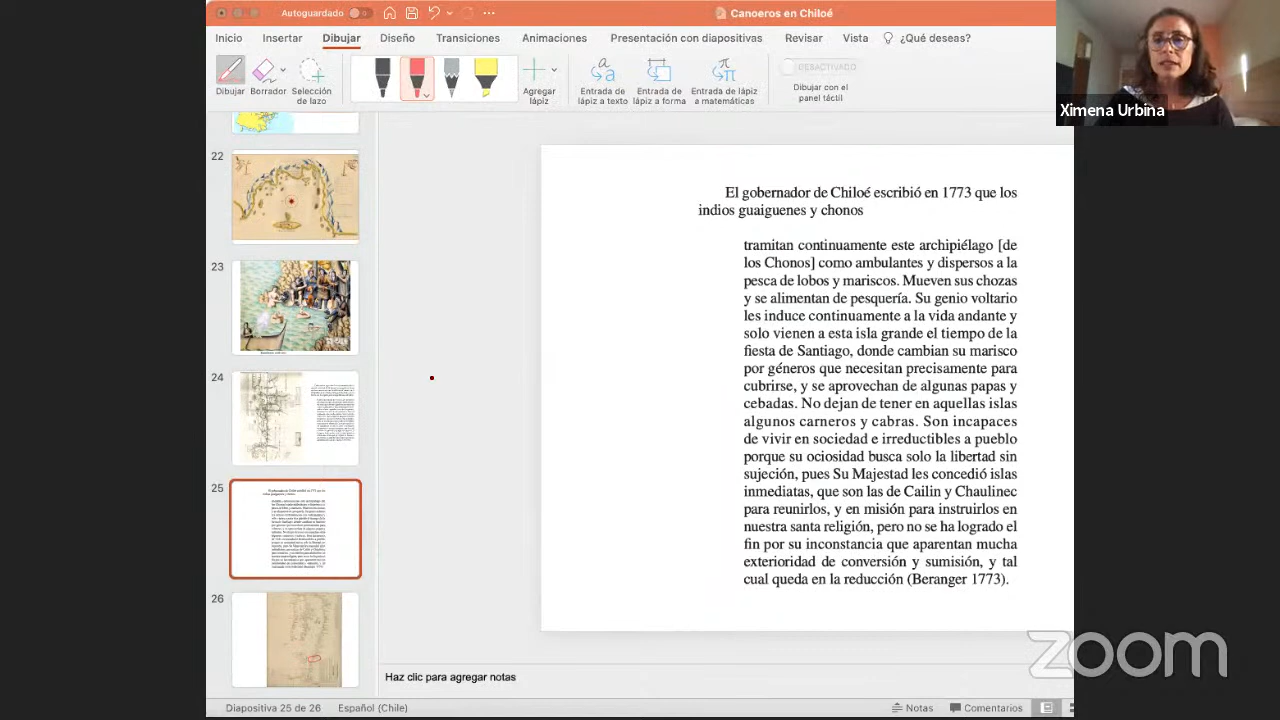 Autoguardado
Canoeros en Chiloé
Inicio
Insertar
Dibujar
Diseño
Transiciones
Animaciones
Presentación con diapositivas
Revisar
Vista
¿Qué deseas?
Dibujar
Borrador
Selección
de lazo
Agregar
lápiz
Entrada de
lápiz a texto
Entrada de
lápiz a forma
Entrada de lápiz
a matemáticas
DESACTIVADO
Dibujar con el
panel táctil
Ximena Urbina
22
23
24
25
26
El gobernador de Chiloé escribió en 1773 que los
indios guaiguenes y chonos
tramitan continuamente este archipiélago [de
los Chonos] como ambulantes y dispersos a la
pesca de lobos y mariscos. Mueven sus chozas
y se alimentan de pesquería. Su genio voltario
les induce continuamente a la vida andante y
solo vienen a esta isla grande el tiempo de la
fiesta de Santiago, donde cambian su marisco
por géneros que necesitan precisamente para
cubrirse, y se aprovechan de algunas papas y
habas. No dejan de tener en aquellas islas
algunos carneros y cabras. Son incapaces
de vivir en sociedad e irreductibles a pueblo
porque su ociosidad busca solo la libertad sin
sujeción, pues Su Majestad les concedió islas
inmediatas, que son las de Cailín y Chaulinec
para reunirlos, y en misión para instruirlos en
nuestra santa religión, pero no se ha logrado el
fin por su inconstancia que aparentan mucha
exterioridad de conversión y sumisión, y tal
cual queda en la reducción (Beranger 1773).
zoom
Haz clic para agregar notas
Diapositiva 25 de 26
Español (Chile)
Notas
Comentarios